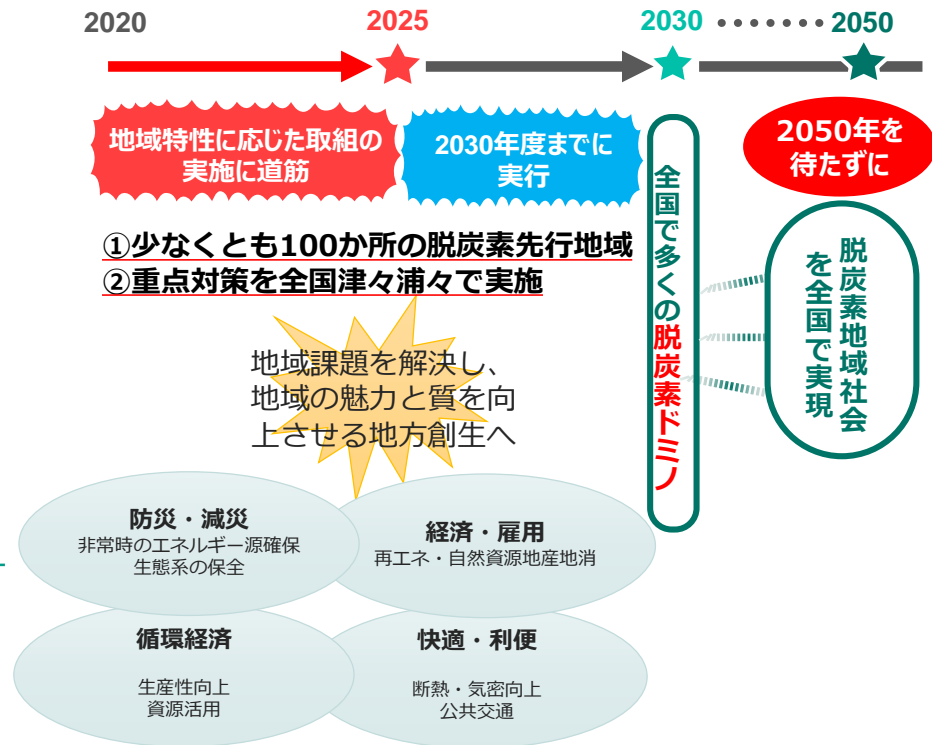 2020
2025
2030 ・・・・・・・ 2050
地域特性に応じた取組の
実施に道筋
2030年度までに
実行
2050年を
待たずに
①少なくとも100か所の脱炭素先行地域
②重点対策を全国津々浦々で実施
全国で多くの脱炭素ドミノ
脱炭素地域社会
を全国で実現
地域課題を解決し、
地域の魅力と質を向
上させる地方創生へ
防災・減災
非常時のエネルギー源確保
生態系の保全
経済・雇用
再エネ・自然資源地産地消
循環経済
生産性向上
資源活用
快適・利便
断熱・気密向上
公共交通